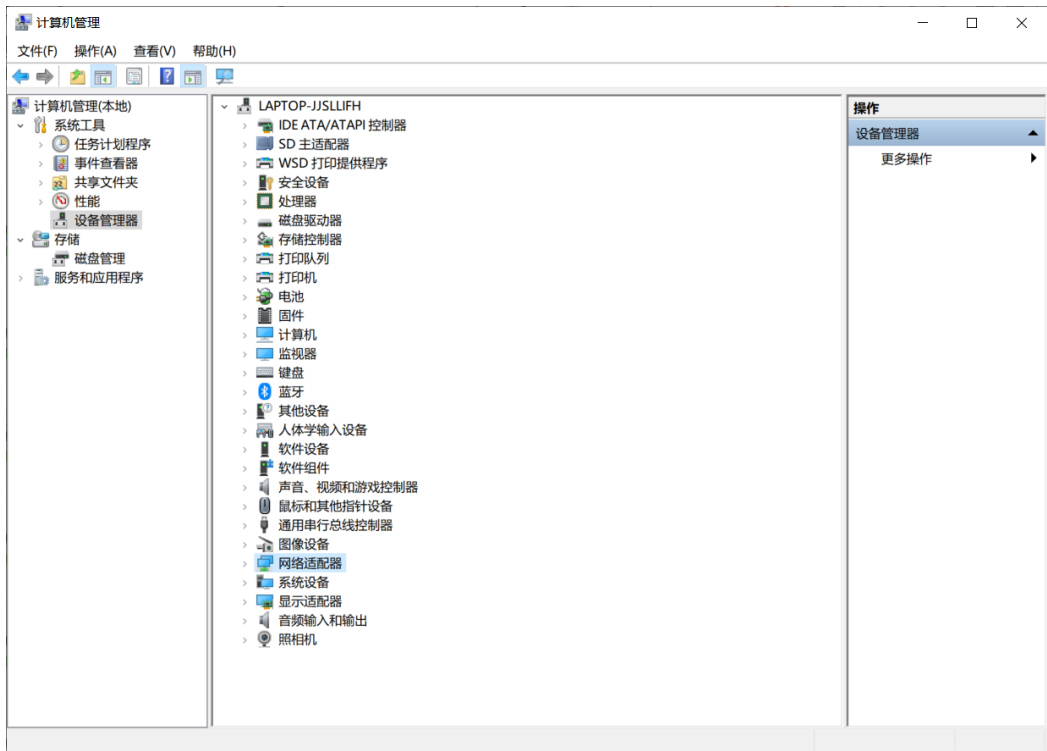 计算机管理
文件(F) 操作(A) 查看(V) 帮助(H)
计算机管理(本地)
系统工具
任务计划程序
事件查看器
共享文件夹
性能
设备管理器
存储
磁盘管理
服务和应用程序
LAPTOP-JJSLLIFH
IDE ATA/ATAPI 控制器
SD 主适配器
WSD 打印提供程序
安全设备
处理器
磁盘驱动器
存储控制器
打印队列
打印机
电池
固件
计算机
监视器
键盘
蓝牙
其他设备
人体学输入设备
软件设备
软件组件
声音、视频和游戏控制器
鼠标和其他指针设备
通用串行总线控制器
图像设备
网络适配器
系统设备
显示适配器
音频输入和输出
照相机
操作
设备管理器
更多操作